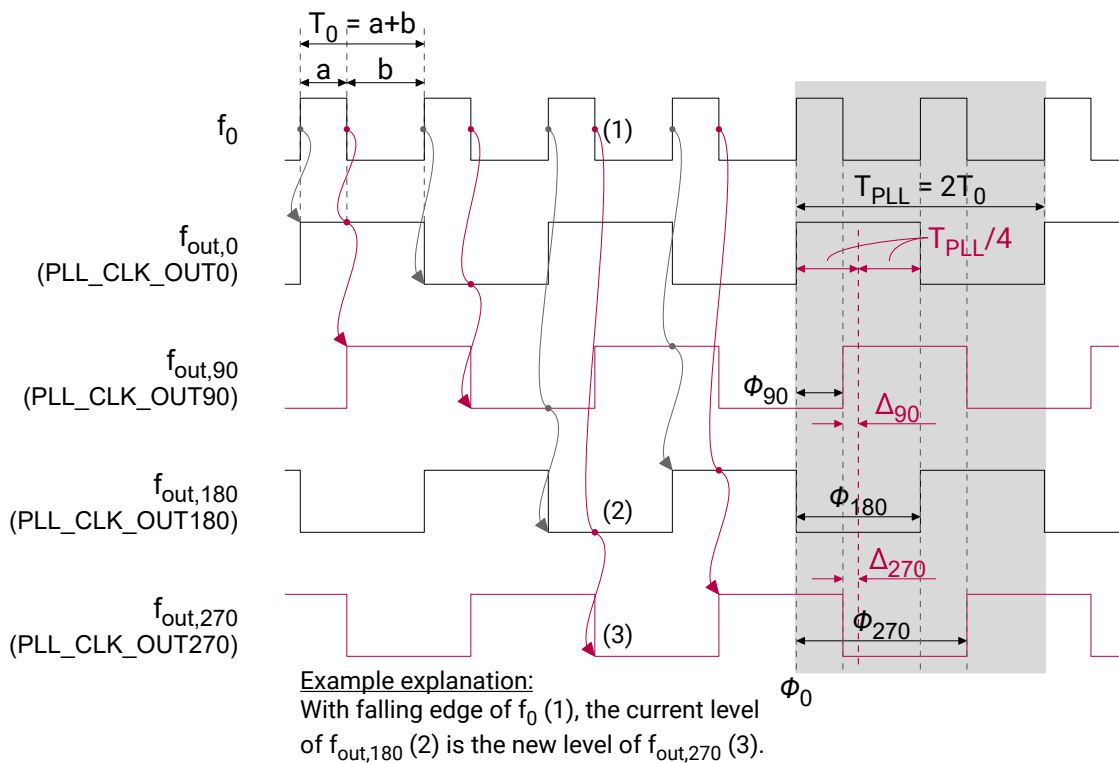 T0 = a+b
a b
f0
(1)
TPLL = 2T0
fout,0
(PLL_CLK_OUT0)
TPLL/4
fout,90
(PLL_CLK_OUT90)
Φ90
Δ90
fout,180
(PLL_CLK_OUT180)
(2)
Φ180
Δ270
fout,270
(PLL_CLK_OUT270)
(3)
Φ270
Φ0
Example explanation:
With falling edge of f0 (1), the current level
of fout,180 (2) is the new level of fout,270 (3).